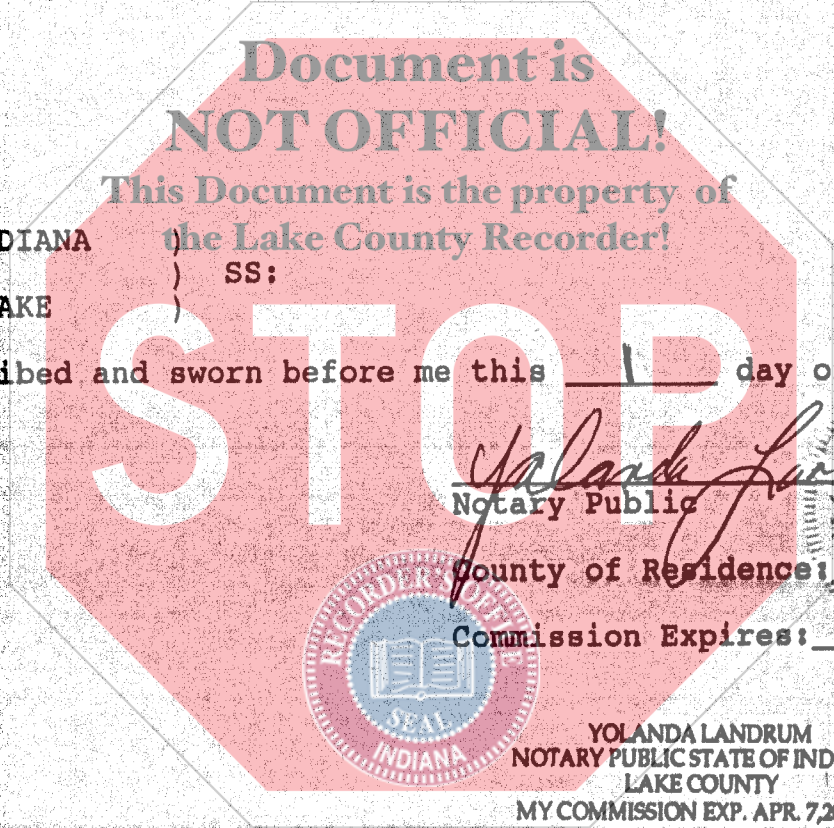 Document is
NOT OFFICIAL!
This Document is the property of
the Lake County Recorder!
DIANA )
) SS:
AKE )
STOP
ibed and sworn before me this 1 day o
Yolanda
Notary Public
County of Residence:
Commission Expires:
RECORDER'S OFFICE
SEAL
INDIANA
YOLANDA LANDRUM
NOTARY PUBLIC STATE OF IND
LAKE COUNTY
MY COMMISSION EXP. APR. 7,2